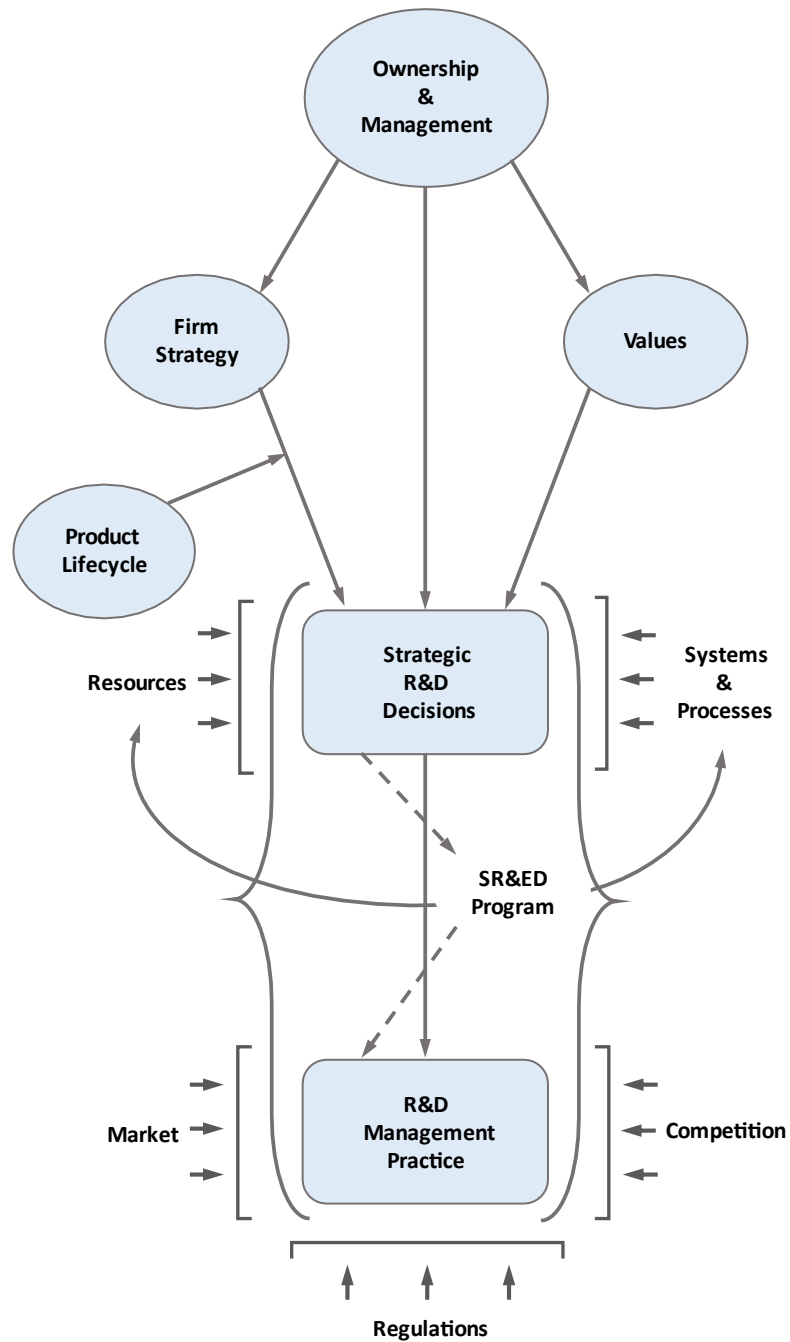 Ownership
&
Management
Firm
Strategy
Values
Product
Lifecycle
Strategic
R&D
Decisions
Resources
Systems
&
Processes
SR&ED
Program
R&D
Management
Practice
Market
Competition
Regulations